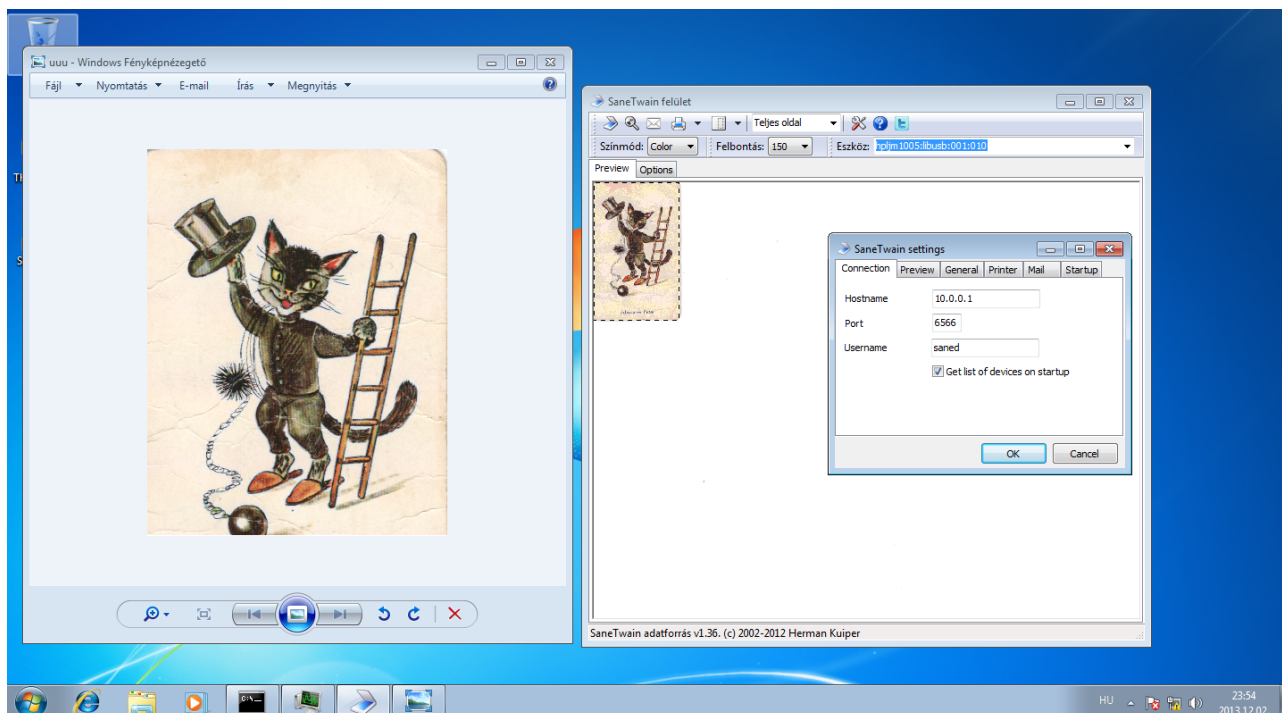 uuu - Windows Fényképnézegető
Fájl Nyomtatás E-mail Írás Megnyitás
SaneTwain felület
Teljes oldal
Színmód: Color Felbontás: 150 Eszköz: hpljm1005:libusb:001:010
Preview Options
SaneTwain settings
Connection Preview General Printer Mail Startup
Hostname 10.0.0.1
Port 6566
Username saned
Get list of devices on startup
OK Cancel
SaneTwain adatforrás v1.36. (c) 2002-2012 Herman Kuiper
C:\_
HU 23:54
2013.12.02